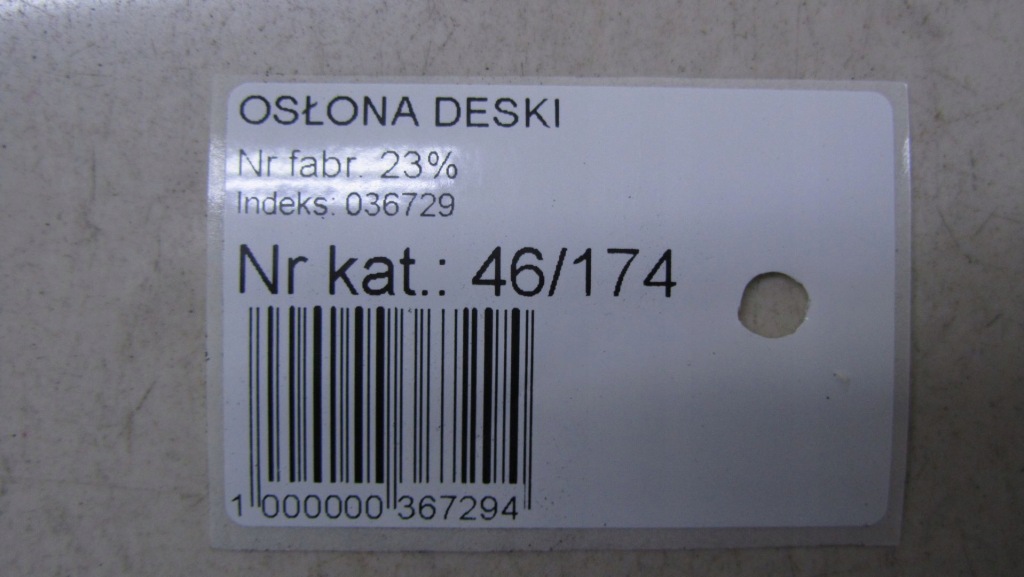 OSŁONA DESKI
Nr fabr. 23%
Indeks: 036729
Nr kat.: 46/174
1 000000 367294